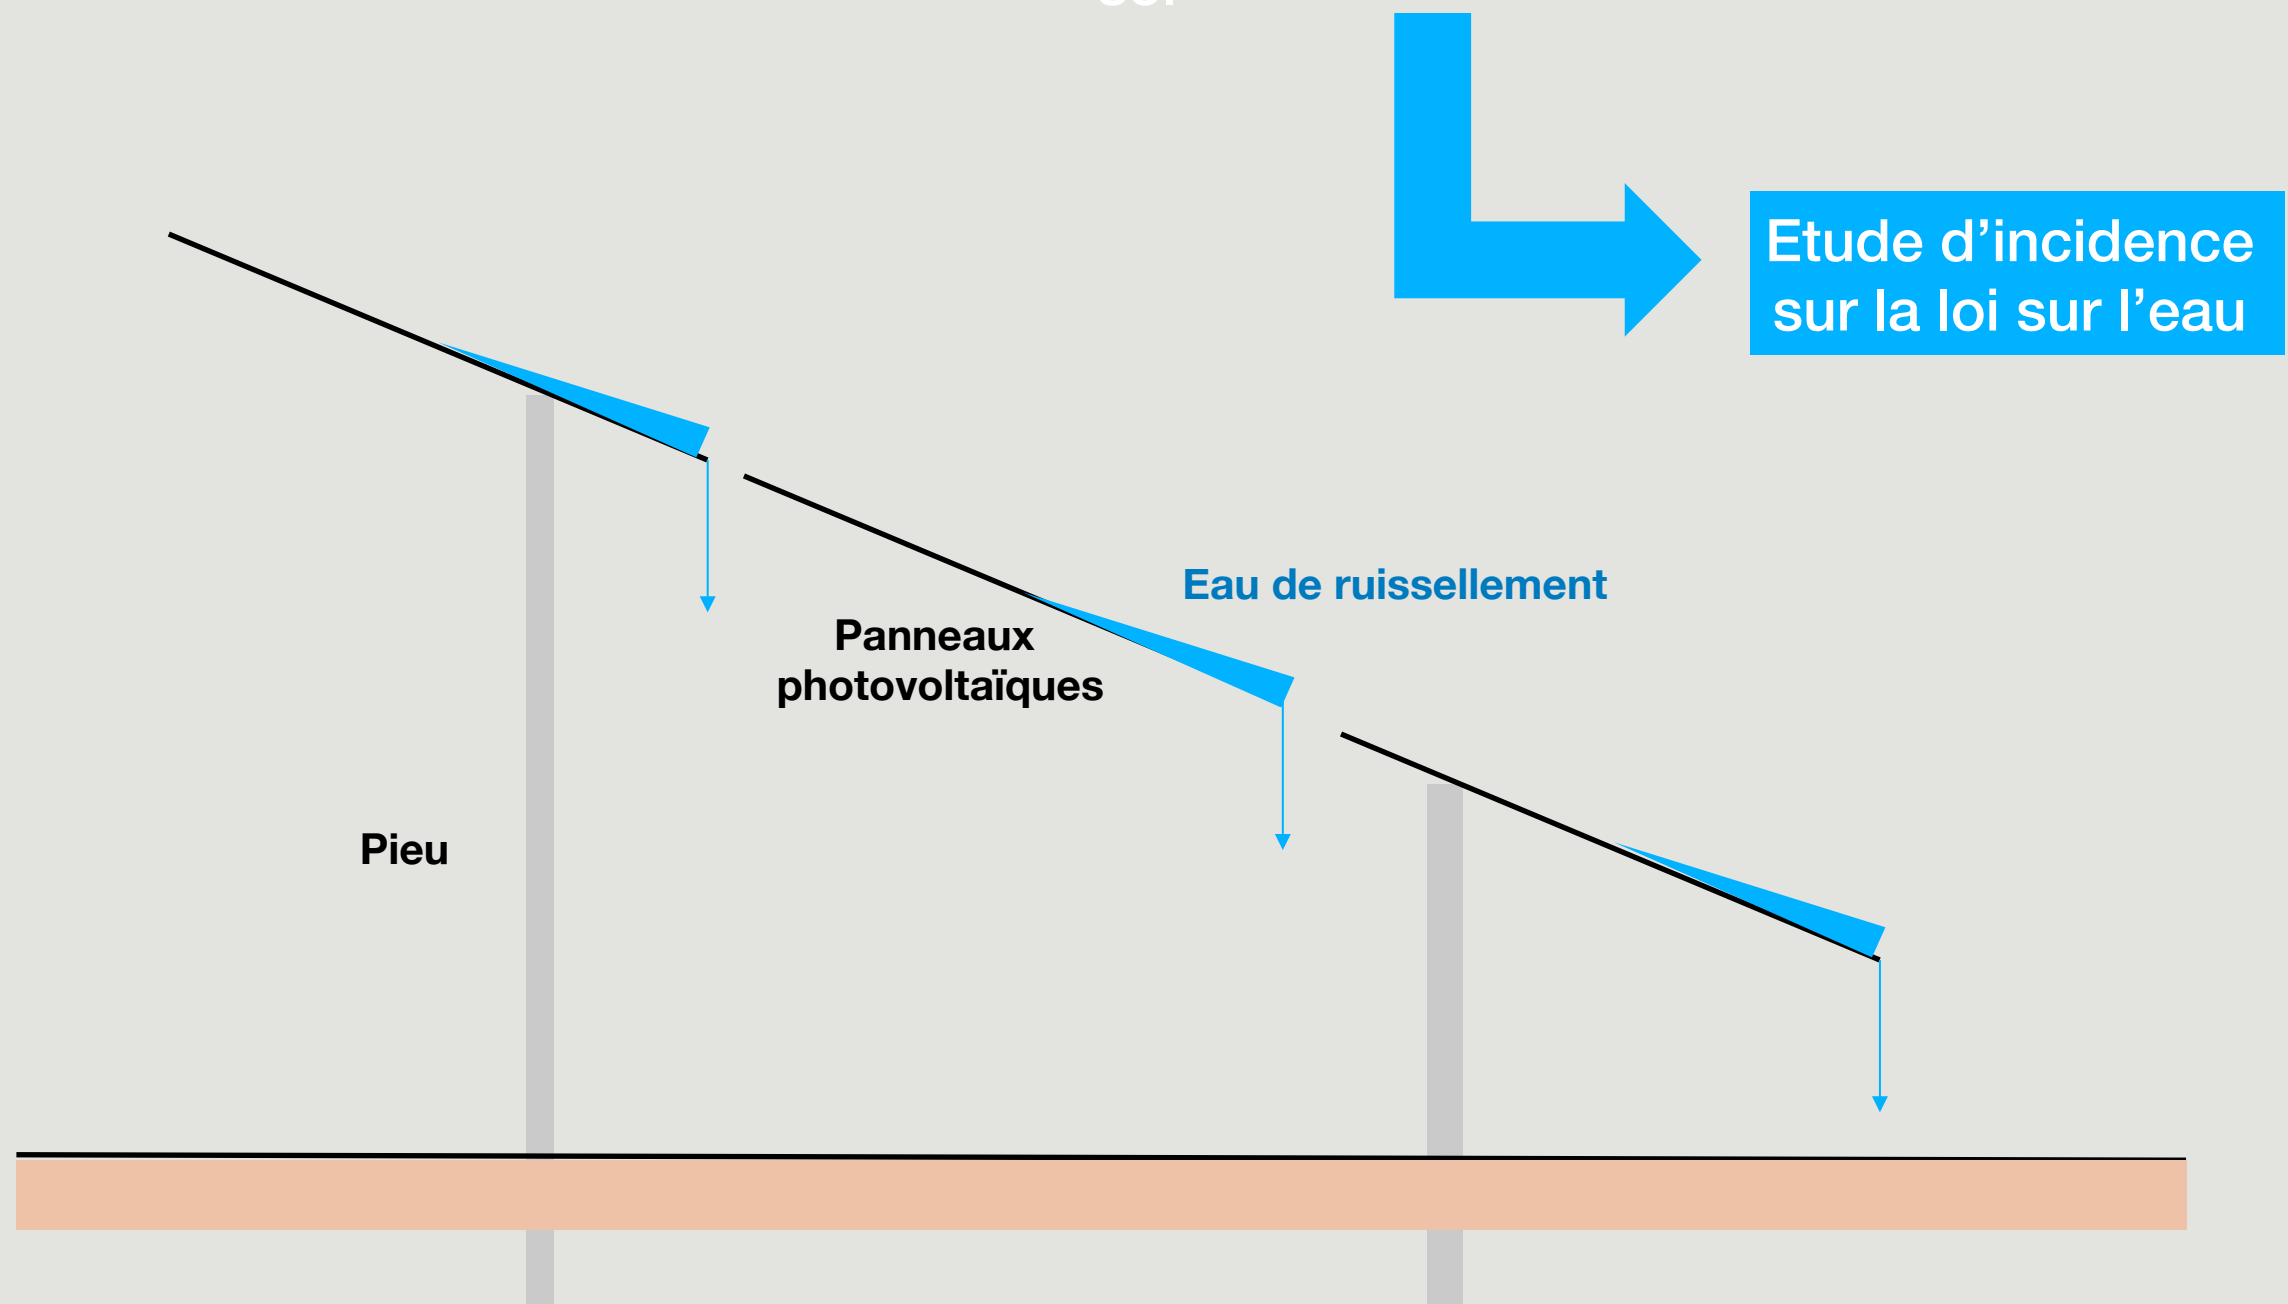 Etude d’incidence
sur la loi sur l’eau
Eau de ruissellement
Panneaux
photovoltaïques
Pieu